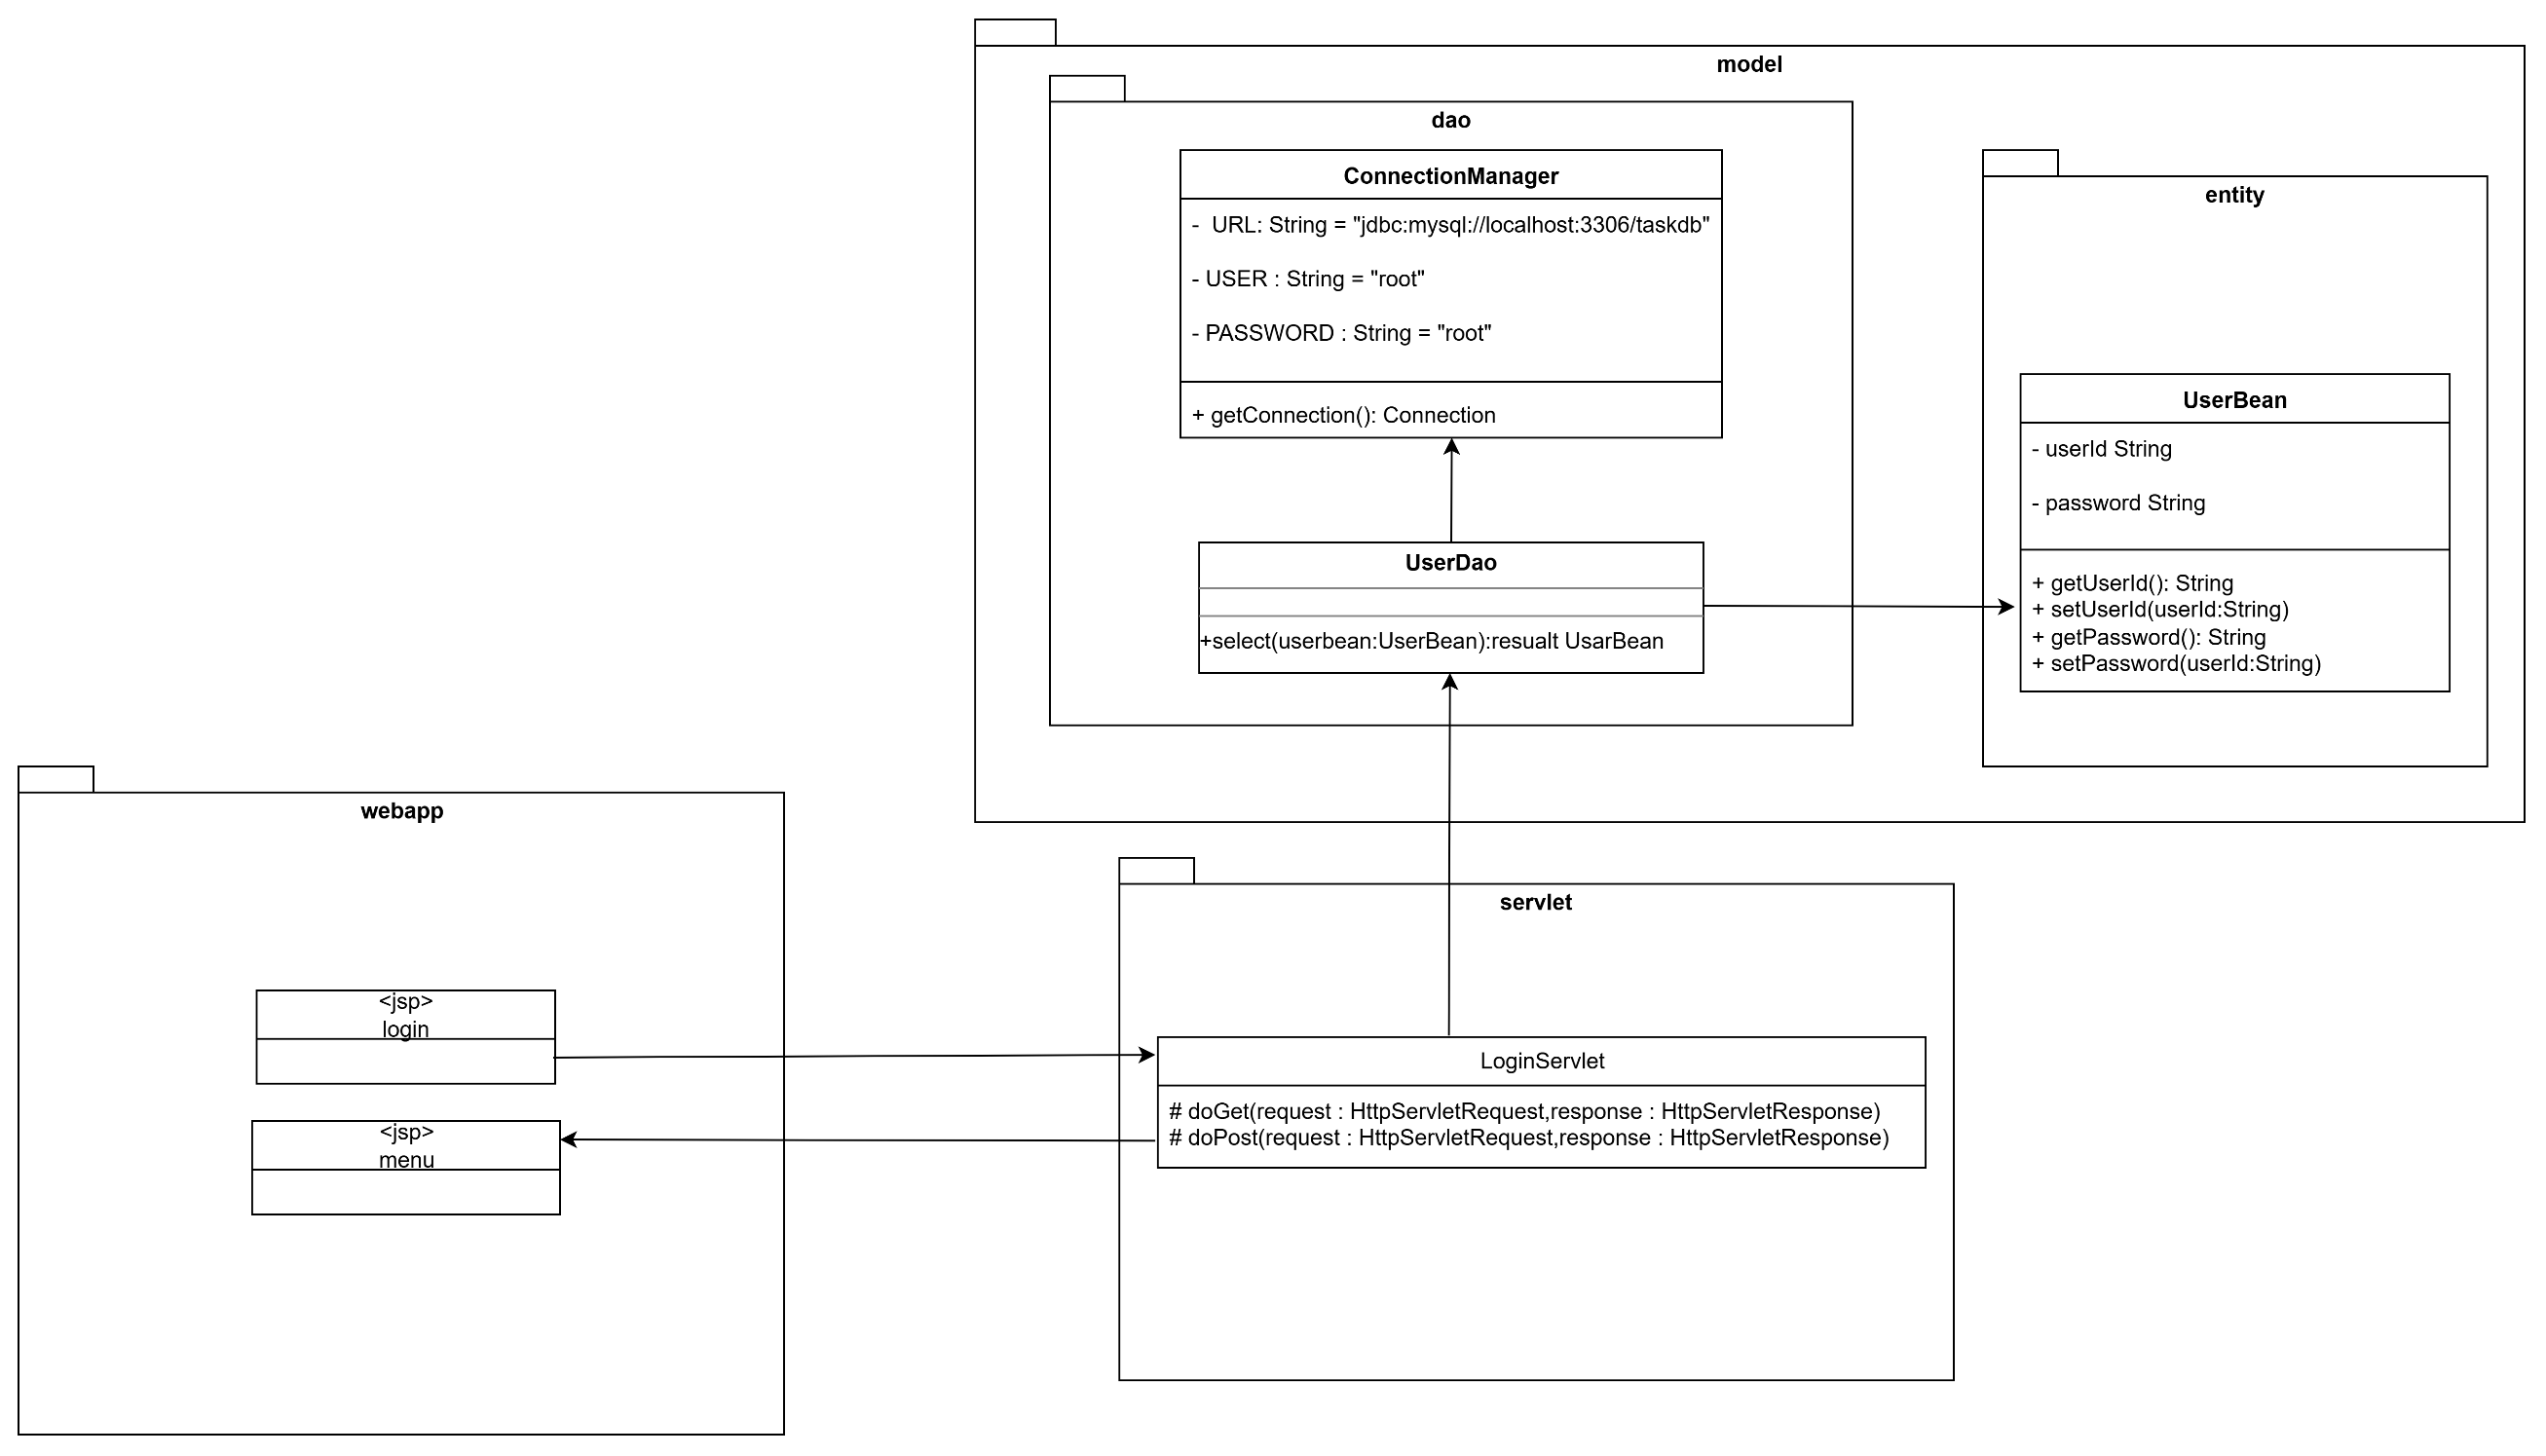 model
dao
ConnectionManager
-  URL: String = "jdbc:mysql://localhost:3306/taskdb"
- USER : String = "root"
- PASSWORD : String = "root"
+ getConnection(): Connection
UserDao
+select(userbean:UserBean):resualt UsarBean
entity
UserBean
- userId String
- password String
+ getUserId(): String
+ setUserId(userId:String)
+ getPassword(): String
+ setPassword(userId:String)
webapp
<jsp>
login
<jsp>
menu
servlet
LoginServlet
# doGet(request : HttpServletRequest,response : HttpServletResponse)
# doPost(request : HttpServletRequest,response : HttpServletResponse)